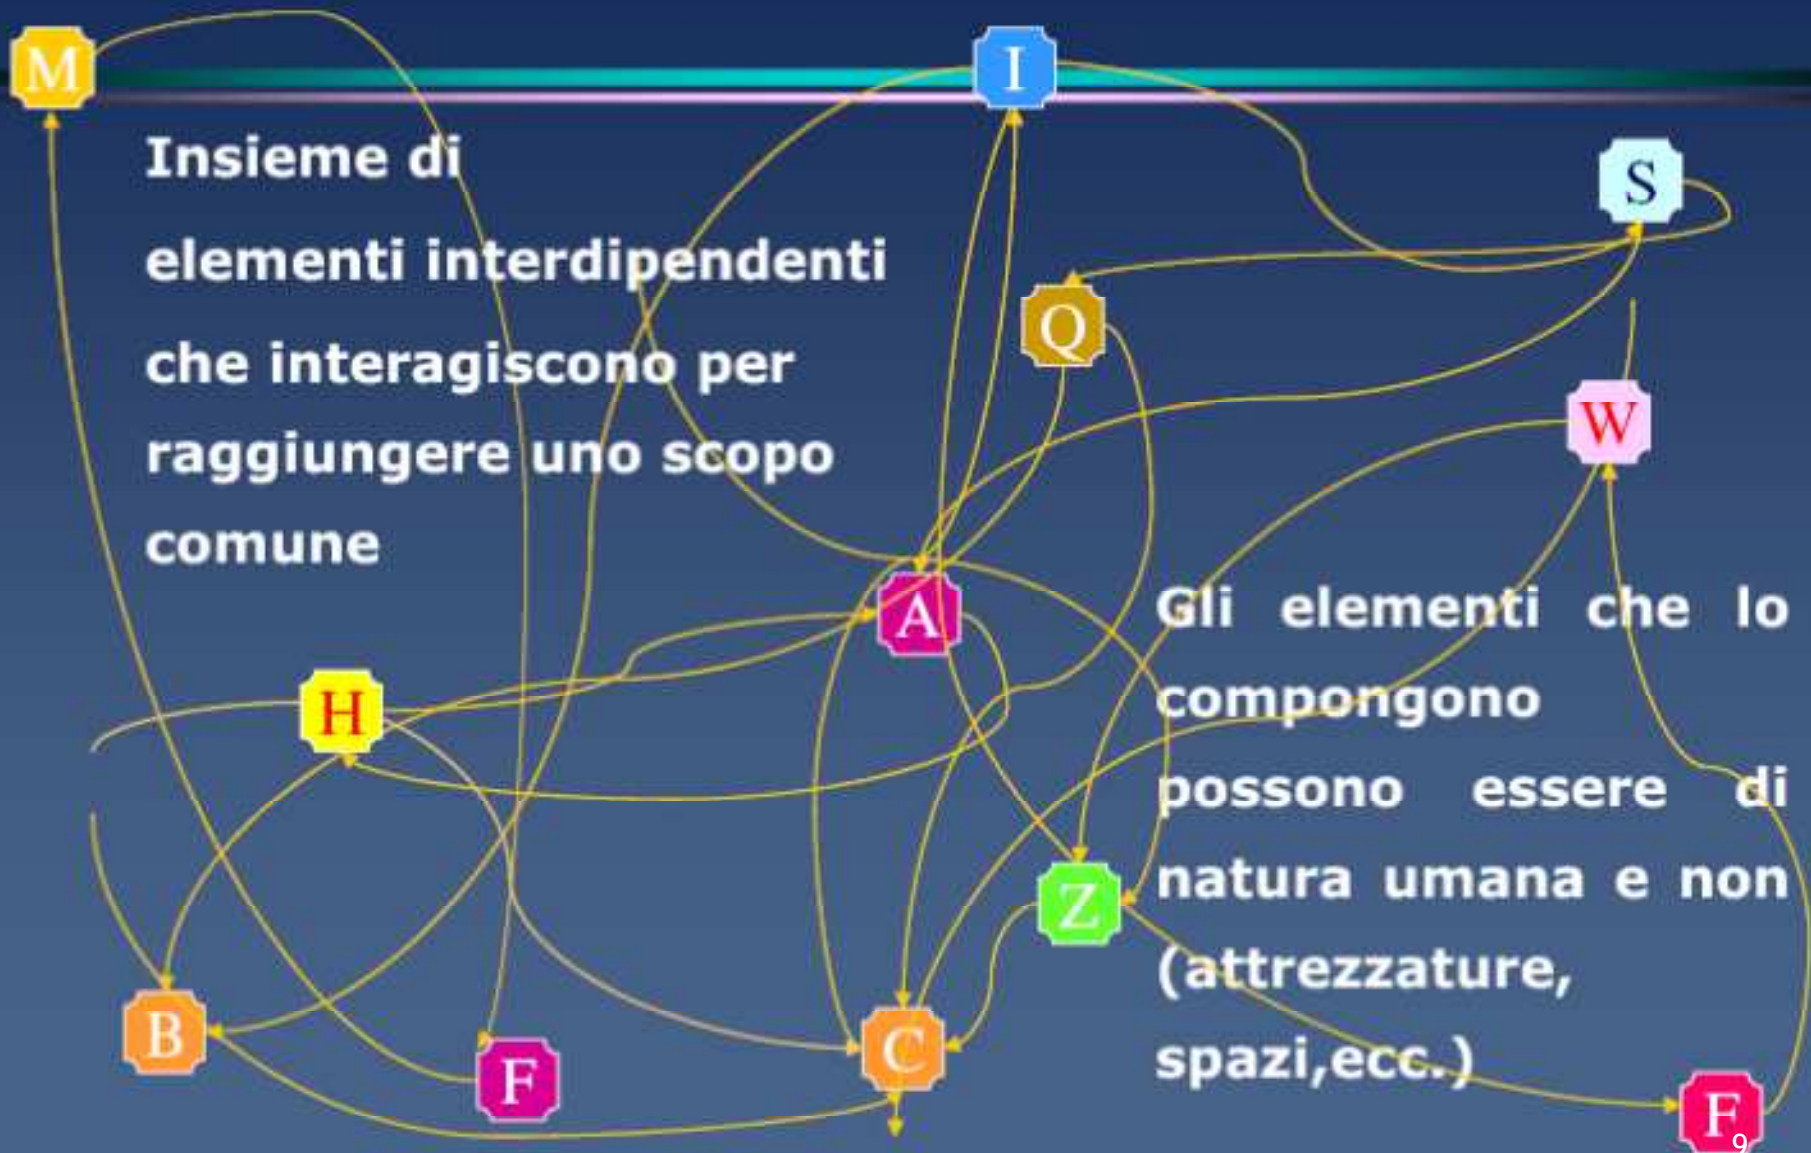 M
I
Insieme di
S
elementi interdipendenti
Q
che interagiscono per
W
raggiungere uno scopo
comune
A
Gli elementi che lo
H
compongono
possono essere di
Z
natura umana e non
(attrezzature,
B
C
spazi,ecc.)
F
F
9